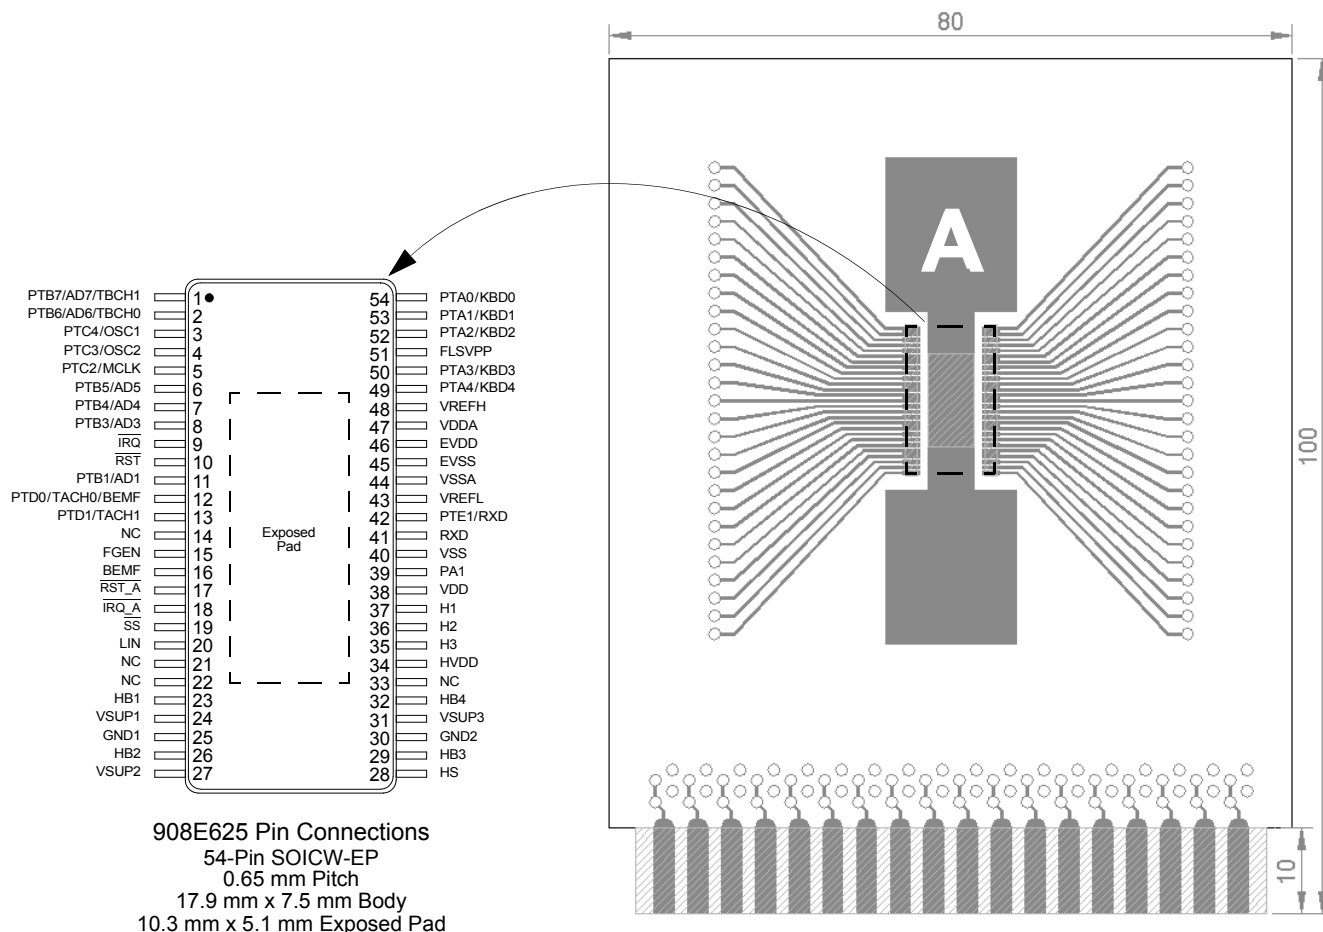 80
A
100
10
PTB7/AD7/TBCH1 1 54 PTA0/KBD0
PTB6/AD6/TBCH0 2 53 PTA1/KBD1
PTC4/OSC1 3 52 PTA2/KBD2
PTC3/OSC2 4 51 FLSVPP
PTC2/MCLK 5 50 PTA3/KBD3
PTB5/AD5 6 49 PTA4/KBD4
PTB4/AD4 7 48 VREFH
PTB3/AD3 8 47 VDDA
IRQ 9 46 EVDD
RST 10 45 EVSS
PTB1/AD1 11 44 VSSA
PTD0/TACH0/BEMF 12 43 VREFL
PTD1/TACH1 13 42 PTE1/RXD
NC 14 41 RXD
FGEN 15 40 VSS
BEMF 16 39 PA1
RST_A 17 38 VDD
IRQ_A 18 37 H1
SS 19 36 H2
LIN 20 35 H3
NC 21 34 HVDD
NC 22 33 NC
HB1 23 32 HB4
VSUP1 24 31 VSUP3
GND1 25 30 GND2
HB2 26 29 HB3
VSUP2 27 28 HS
Exposed
Pad
908E625 Pin Connections
54-Pin SOICW-EP
0.65 mm Pitch
17.9 mm x 7.5 mm Body
10.3 mm x 5.1 mm Exposed Pad